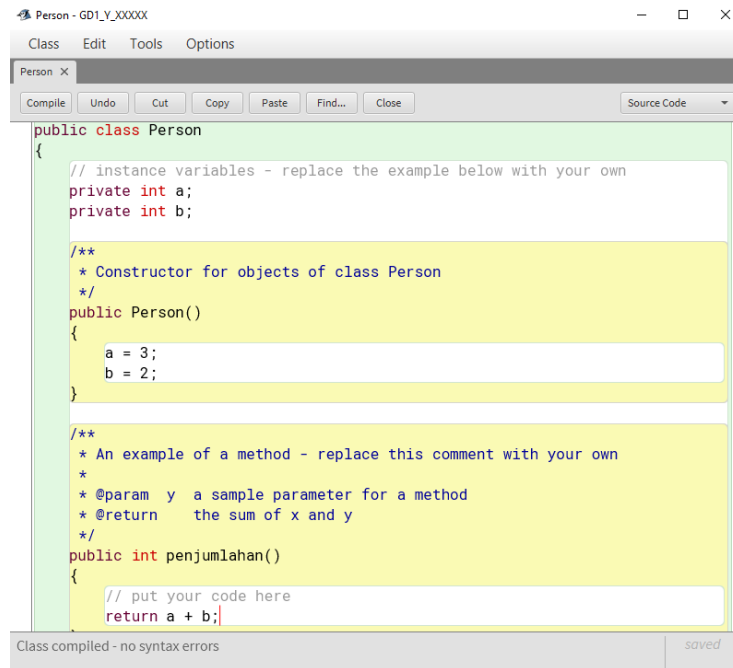 Person - GD1_Y_XXXXX
Class Edit Tools Options
Person
Compile Undo Cut Copy Paste Find... Close Source Code
public class Person
{
// instance variables - replace the example below with your own
private int a;
private int b;
/**
* Constructor for objects of class Person
*/
public Person()
{
a = 3;
b = 2;
}
/**
* An example of a method - replace this comment with your own
*
* @param y a sample parameter for a method
* @return the sum of x and y
*/
public int penjumlahan()
{
// put your code here
return a + b;
Class compiled - no syntax errors
saved